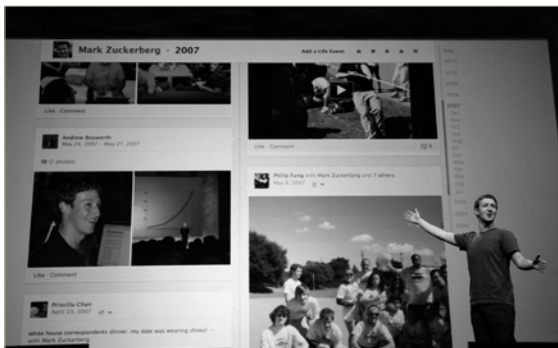 Mark Zuckerberg · 2007
Add a Life Event
Like · Comment
Andrew Bosworth
May 24, 2007 – May 27, 2007
(2 photos)
Like · Comment
Priscilla Chan
April 23, 2007
white house correspondents dinner: my date was wearing shoes! –
with Mark Zuckerberg.
Like · Comment
Philip Fung with Mark Zuckerberg and 7 others.
May 6, 2007
2007